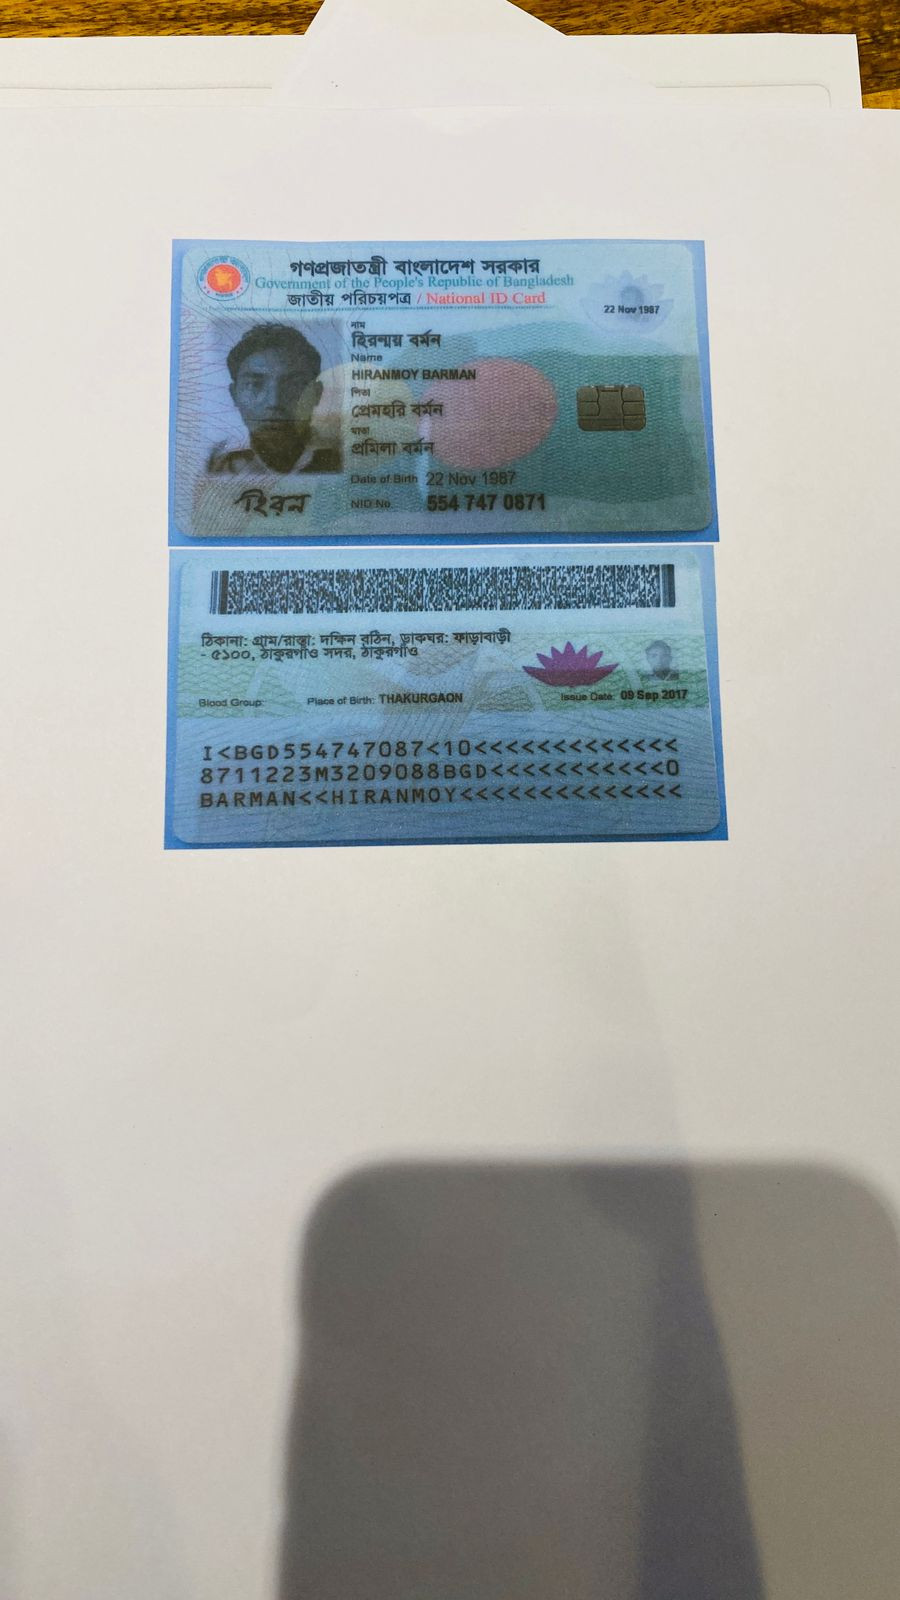 গণপ্রজাতন্ত্রী বাংলাদেশ সরকার
Government of the People's Republic of Bangladesh
জাতীয় পরিচয়পত্র / National ID Card
22 Nov 1987
নাম
হিরন্ময় বর্মন
Name
HIRANMOY BARMAN
পিতা
প্রেমহরি বর্মন
মাতা
প্রমিলা বর্মন
Date of Birth 22 Nov 1987
NID No. 554 747 0871
হিরন
ঠিকানা: গ্রাম/রাস্তা: দক্ষিন বঠিন, ডাকঘর: ফাড়াবাড়ী
- ৫১০০, ঠাকুরগাঁও সদর, ঠাকুরগাঁও
Blood Group: Place of Birth: THAKURGAON Issue Date: 09 Sep 2017
I<BGD554747087<10<<<<<<<<<<<<<
8711223M3209088BGD<<<<<<<<<<<0
BARMAN<<HIRANMOY<<<<<<<<<<<<<<